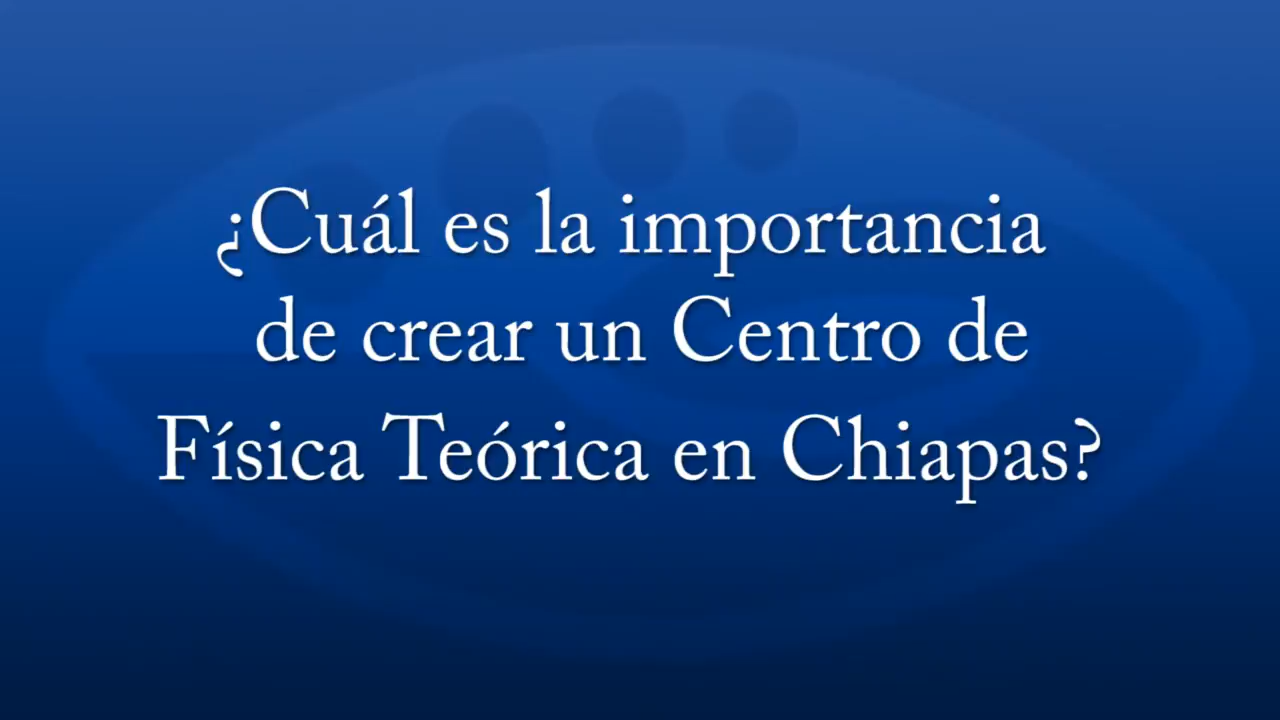 ¿Cuál es la importancia
de crear un Centro de
Física Teórica en Chiapas?